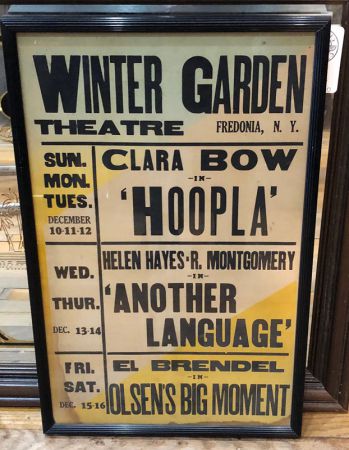 WINTER GARDEN
THEATRE FREDONIA, N. Y.
SUN.
MON.
TUES.
DECEMBER
10-11-12
CLARA BOW
-IN-
'HOOPLA'
WED.
THUR.
DEC. 13-14
HELEN HAYES·R. MONTGOMERY
-IN-
'ANOTHER
LANGUAGE'
FRI.
SAT.
DEC. 15-16
EL BRENDEL
-IN-
OLSEN'S BIG MOMENT